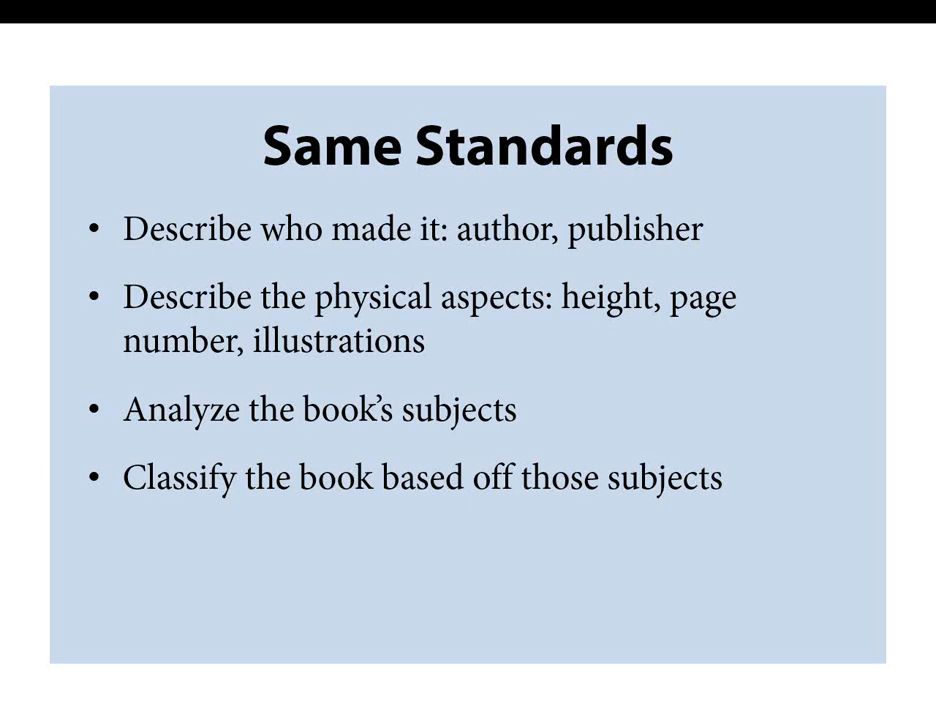 Same Standards
• Describe who made it: author, publisher
• Describe the physical aspects: height, page
number, illustrations
• Analyze the book’s subjects
• Classify the book based off those subjects